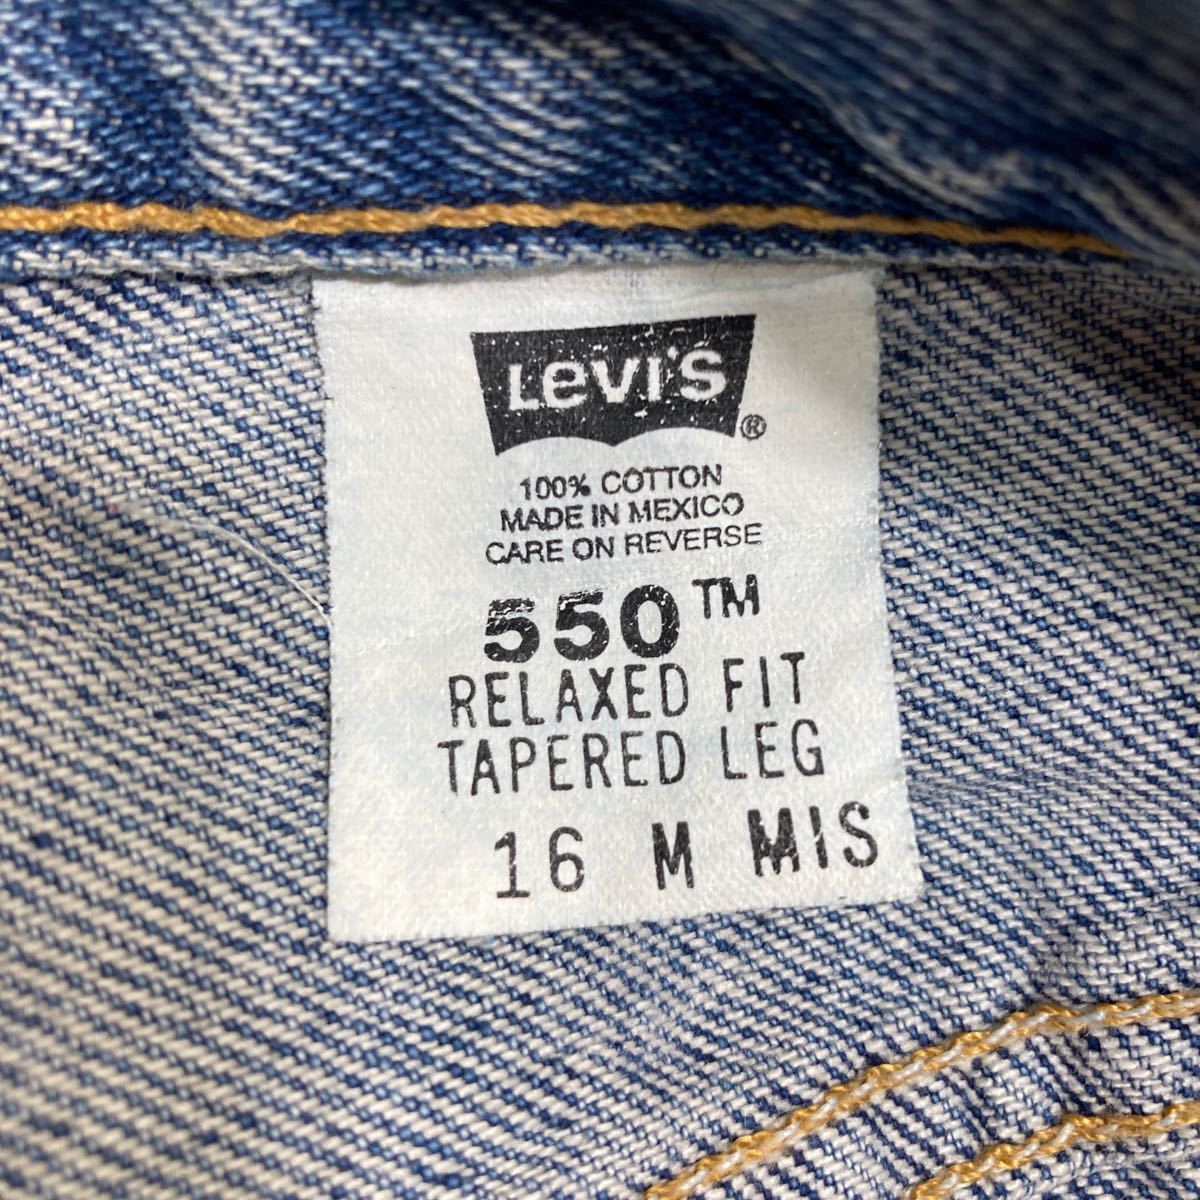 LeVI'S®
100% COTTON
MADE IN MEXICO
CARE ON REVERSE
550™
RELAXED FIT
TAPERED LEG
16 M MIS